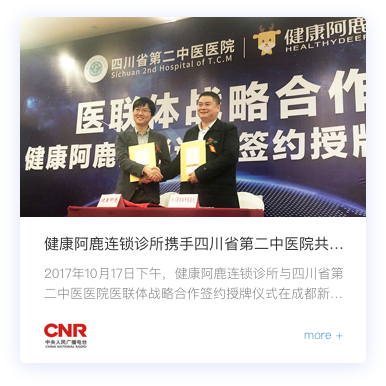 四川省第二中医医院
Sichuan 2nd Hospital of T.C.M
健康阿鹿
HEALTHYDEER
医联体战略合作
健康阿鹿
签约授牌
健康阿鹿连锁诊所携手四川省第二中医院共...
2017年10月17日下午，健康阿鹿连锁诊所与四川省第
二中医医院医联体战略合作签约授牌仪式在成都新...
CNR
中央人民广播电台
CHINA NATIONAL RADIO
more +